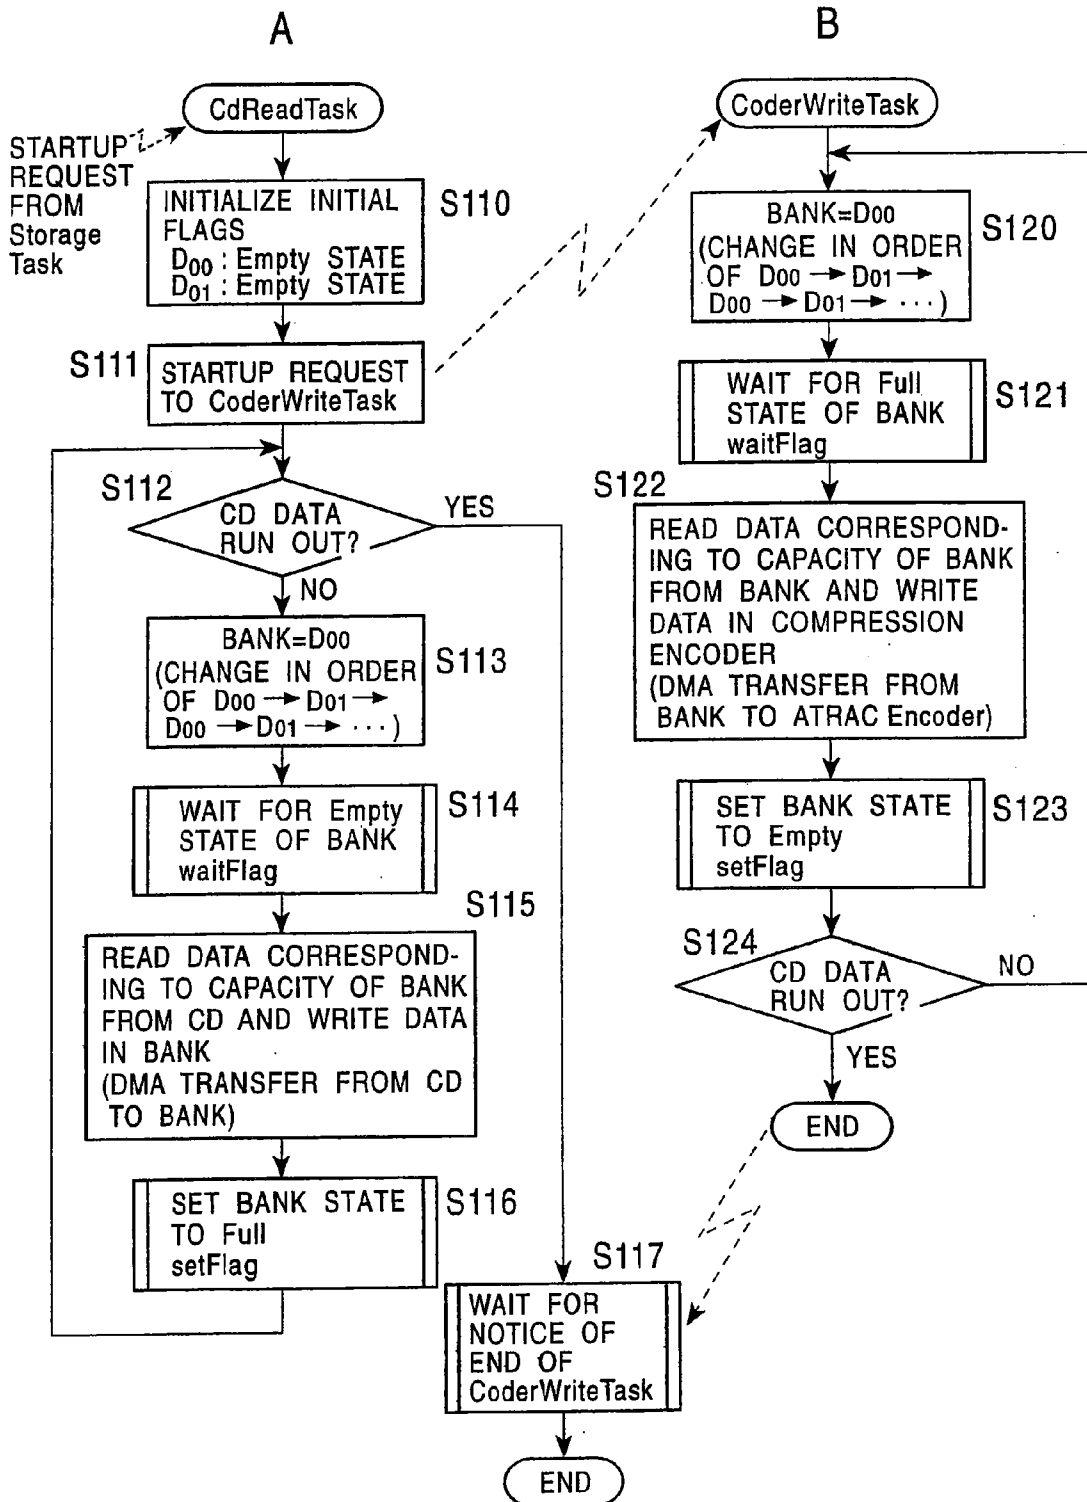 A
CdReadTask
STARTUP
REQUEST
FROM
Storage
Task
INITIALIZE INITIAL
FLAGS
D00 : Empty STATE
D01 : Empty STATE
S110
S111
STARTUP REQUEST
TO CoderWriteTask
S112
CD DATA
RUN OUT?
YES
NO
BANK=D00
(CHANGE IN ORDER
OF D00 → D01 →
D00 → D01 → ···)
S113
WAIT FOR Empty
STATE OF BANK
waitFlag
S114
S115
READ DATA CORRESPOND-
ING TO CAPACITY OF BANK
FROM CD AND WRITE DATA
IN BANK
(DMA TRANSFER FROM CD
TO BANK)
SET BANK STATE
TO Full
setFlag
S116
S117
WAIT FOR
NOTICE OF
END OF
CoderWriteTask
END
B
CoderWriteTask
BANK=D00
(CHANGE IN ORDER
OF D00 → D01 →
D00 → D01 → ···)
S120
WAIT FOR Full
STATE OF BANK
waitFlag
S121
S122
READ DATA CORRESPOND-
ING TO CAPACITY OF BANK
FROM BANK AND WRITE
DATA IN COMPRESSION
ENCODER
(DMA TRANSFER FROM
BANK TO ATRAC Encoder)
SET BANK STATE
TO Empty
setFlag
S123
S124
CD DATA
RUN OUT?
NO
YES
END